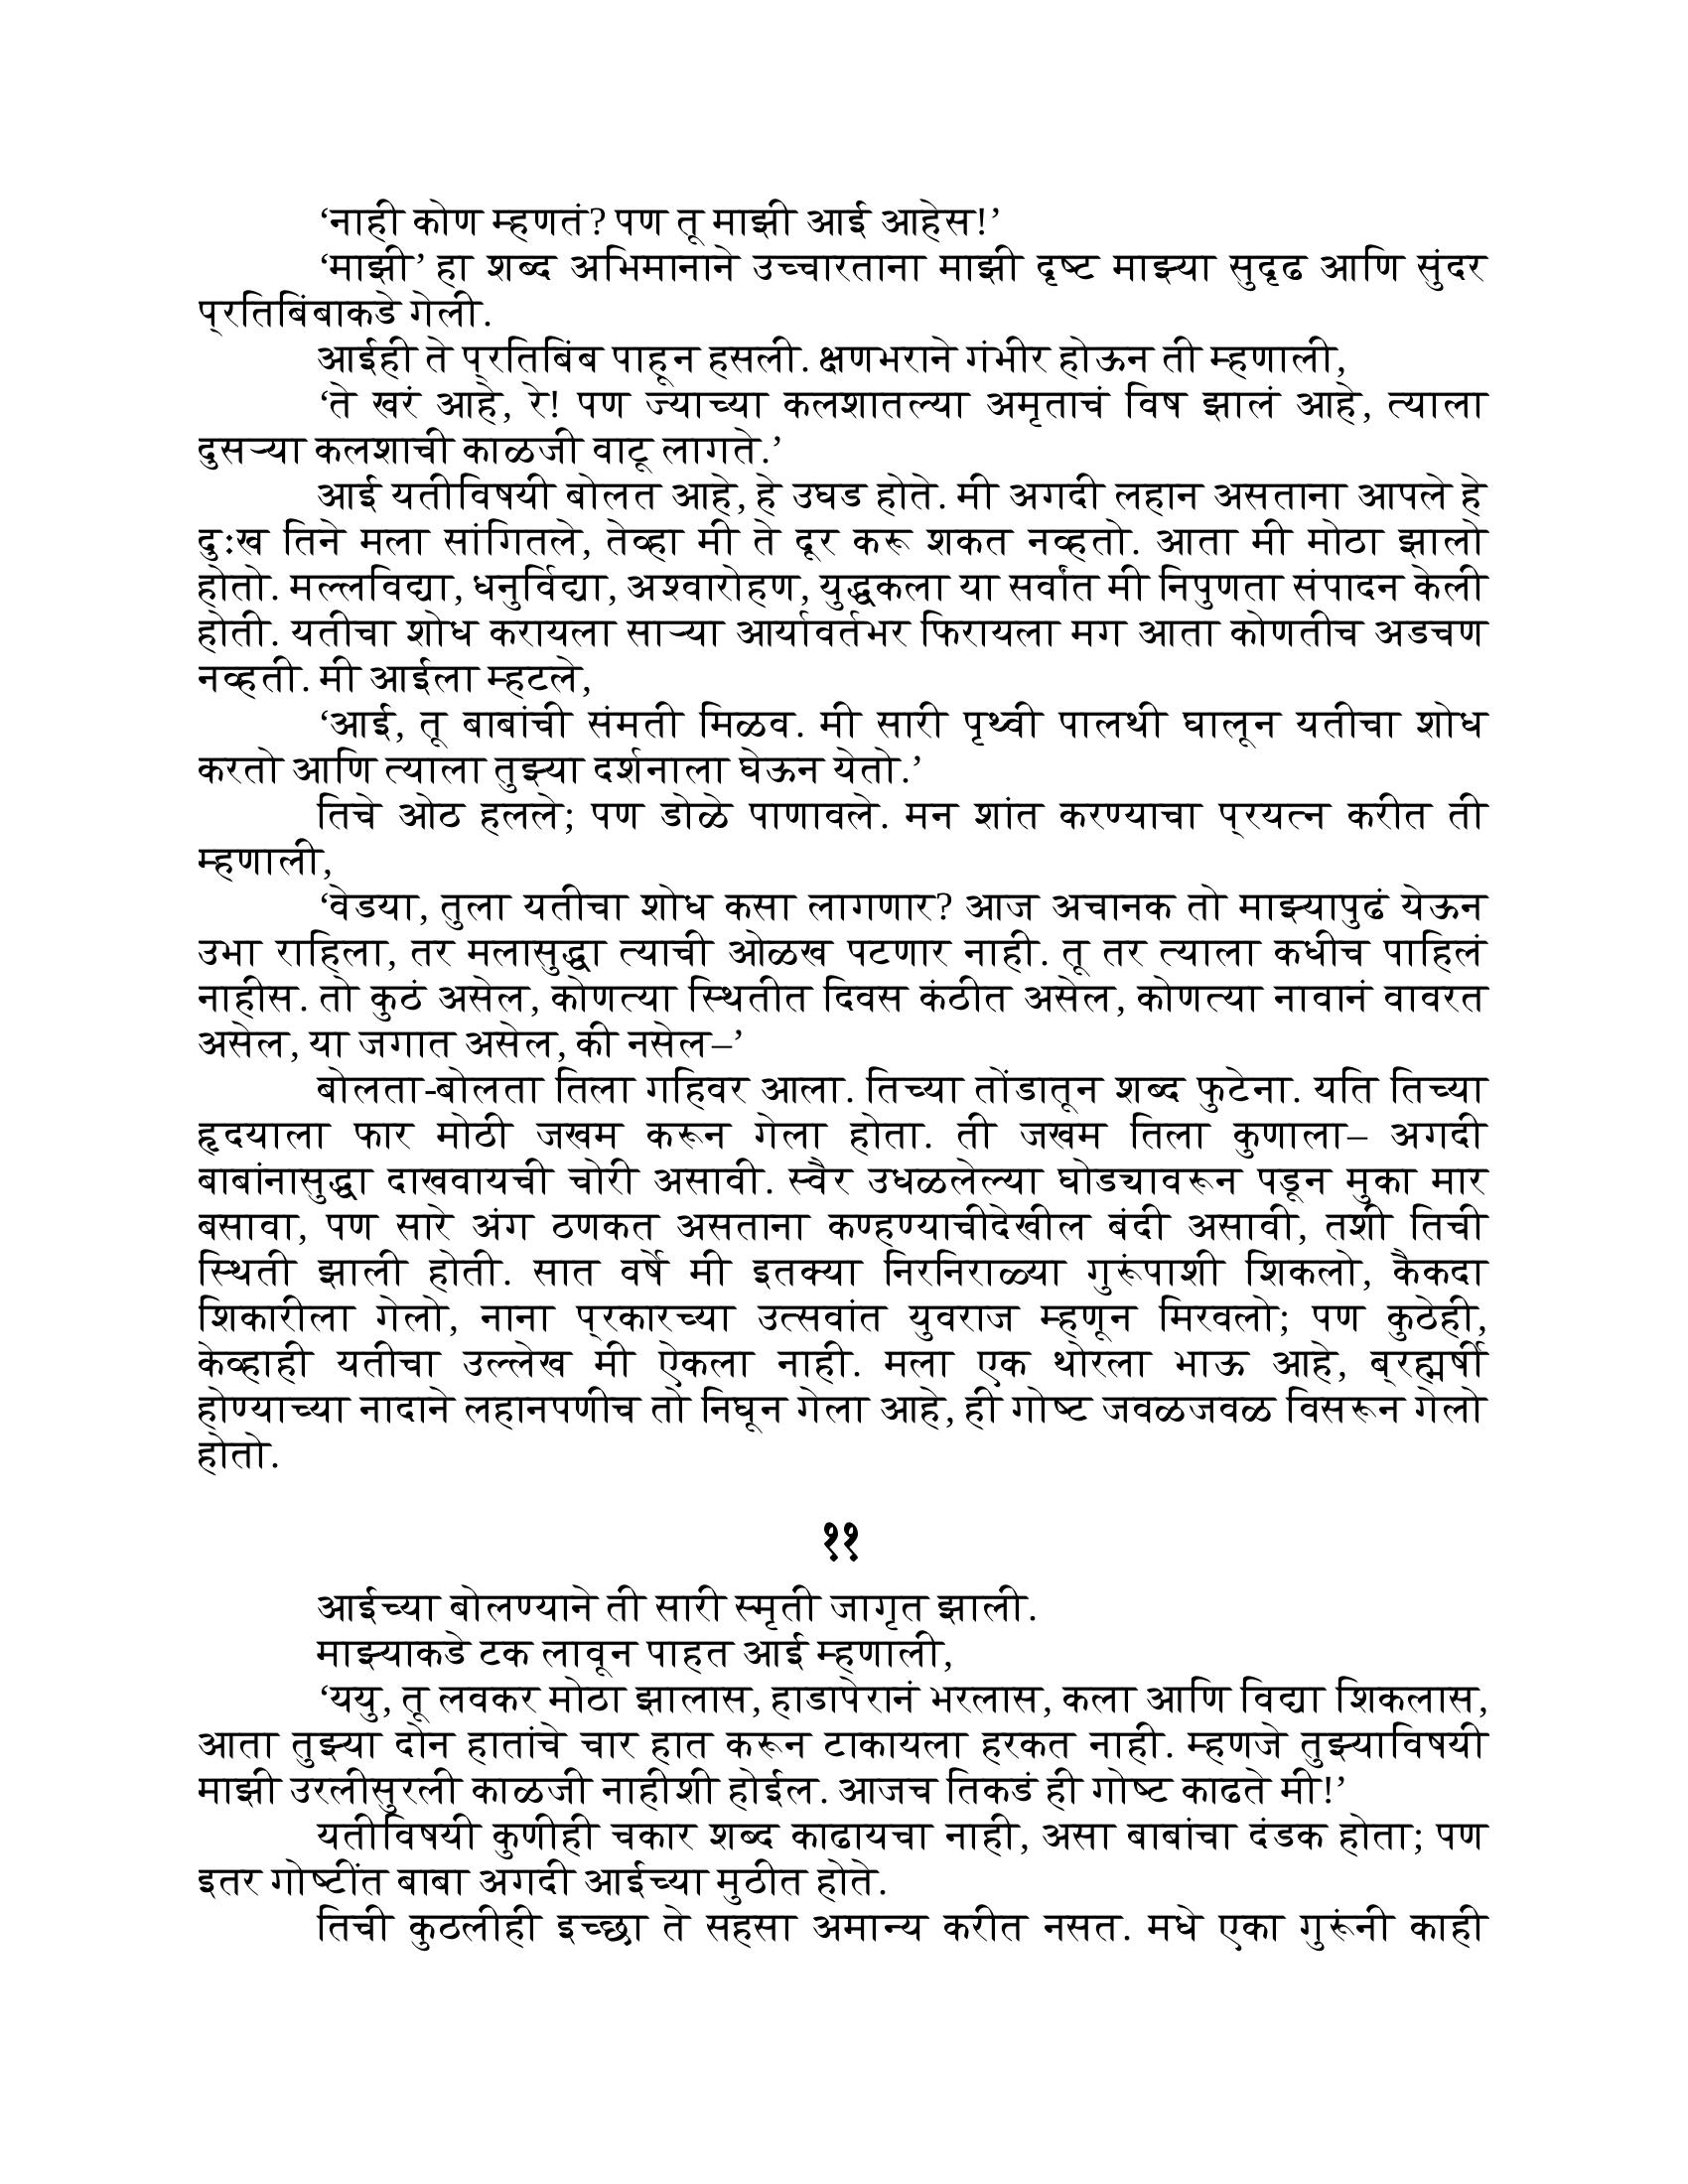 ‘नाही कोण म्हणतं? पण तू माझी आई आहेस!’
‘माझी’ हा शब्द अभिमानाने उच्चारताना माझी दृष्ट माझ्या सुदृढ आणि सुंदर
प्रतिबिंबाकडे गेली.
आईही ते प्रतिबिंब पाहून हसली. क्षणभराने गंभीर होऊन ती म्हणाली,
‘ते खरं आहे, रे! पण ज्याच्या कलशातल्या अमृताचं विष झालं आहे, त्याला
दुसऱ्या कलशाची काळजी वाटू लागते.’
आई यतीविषयी बोलत आहे, हे उघड होते. मी अगदी लहान असताना आपले हे
दुःख तिने मला सांगितले, तेव्हा मी ते दूर करू शकत नव्हतो. आता मी मोठा झालो
होतो. मल्लविद्या, धनुर्विद्या, अश्वारोहण, युद्धकला या सर्वांत मी निपुणता संपादन केली
होती. यतीचा शोध करायला साऱ्या आर्यावर्तभर फिरायला मग आता कोणतीच अडचण
नव्हती. मी आईला म्हटले,
‘आई, तू बाबांची संमती मिळव. मी सारी पृथ्वी पालथी घालून यतीचा शोध
करतो आणि त्याला तुझ्या दर्शनाला घेऊन येतो.’
तिचे ओठ हलले; पण डोळे पाणावले. मन शांत करण्याचा प्रयत्न करीत ती
म्हणाली,
‘वेडया, तुला यतीचा शोध कसा लागणार? आज अचानक तो माझ्यापुढं येऊन
उभा राहिला, तर मलासुद्धा त्याची ओळख पटणार नाही. तू तर त्याला कधीच पाहिलं
नाहीस. तो कुठं असेल, कोणत्या स्थितीत दिवस कंठीत असेल, कोणत्या नावानं वावरत
असेल, या जगात असेल, की नसेल–’
बोलता-बोलता तिला गहिवर आला. तिच्या तोंडातून शब्द फुटेना. यति तिच्या
हृदयाला फार मोठी जखम करून गेला होता. ती जखम तिला कुणाला– अगदी
बाबांनासुद्धा दाखवायची चोरी असावी. स्वैर उधळलेल्या घोड्यावरून पडून मुका मार
बसावा, पण सारे अंग ठणकत असताना कण्हण्याचीदेखील बंदी असावी, तशी तिची
स्थिती झाली होती. सात वर्षे मी इतक्या निरनिराळ्या गुरूंपाशी शिकलो, कैकदा
शिकारीला गेलो, नाना प्रकारच्या उत्सवांत युवराज म्हणून मिरवलो; पण कुठेही,
केव्हाही यतीचा उल्लेख मी ऐकला नाही. मला एक थोरला भाऊ आहे, ब्रह्मर्षी
होण्याच्या नादाने लहानपणीच तो निघून गेला आहे, ही गोष्ट जवळजवळ विसरून गेलो
होतो.
११
आईच्या बोलण्याने ती सारी स्मृती जागृत झाली.
माझ्याकडे टक लावून पाहत आई म्हणाली,
‘ययु, तू लवकर मोठा झालास, हाडापेरानं भरलास, कला आणि विद्या शिकलास,
आता तुझ्या दोन हातांचे चार हात करून टाकायला हरकत नाही. म्हणजे तुझ्याविषयी
माझी उरलीसुरली काळजी नाहीशी होईल. आजच तिकडं ही गोष्ट काढते मी!’
यतीविषयी कुणीही चकार शब्द काढायचा नाही, असा बाबांचा दंडक होता; पण
इतर गोष्टींत बाबा अगदी आईच्या मुठीत होते.
तिची कुठलीही इच्छा ते सहसा अमान्य करीत नसत. मधे एका गुरूंनी काही